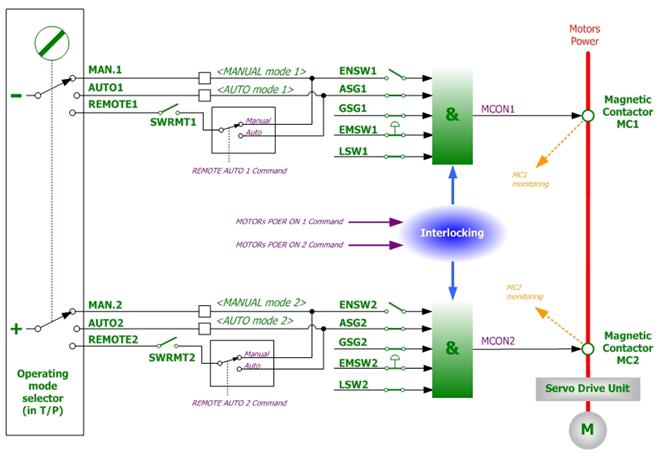 Motors
Power
MAN.1
<MANUAL mode 1>
ENSW1
AUTO1
<AUTO mode 1>
ASG1
REMOTE1
SWRMT1
Manual
Auto
GSG1
EMSW1
LSW1
&
MCON1
Magnetic
Contactor
MC1
REMOTE AUTO 1 Command
MC1
monitoring
MOTORs POER ON 1 Command
MOTORs POER ON 2 Command
Interlocking
MAN.2
<MANUAL mode 2>
ENSW2
AUTO2
<AUTO mode 2>
ASG2
REMOTE2
SWRMT2
Manual
Auto
GSG2
EMSW2
LSW2
&
MCON2
MC2
monitoring
Magnetic
Contactor
MC2
REMOTE AUTO 2 Command
Operating
mode
selector
(in T/P)
Servo Drive Unit
M